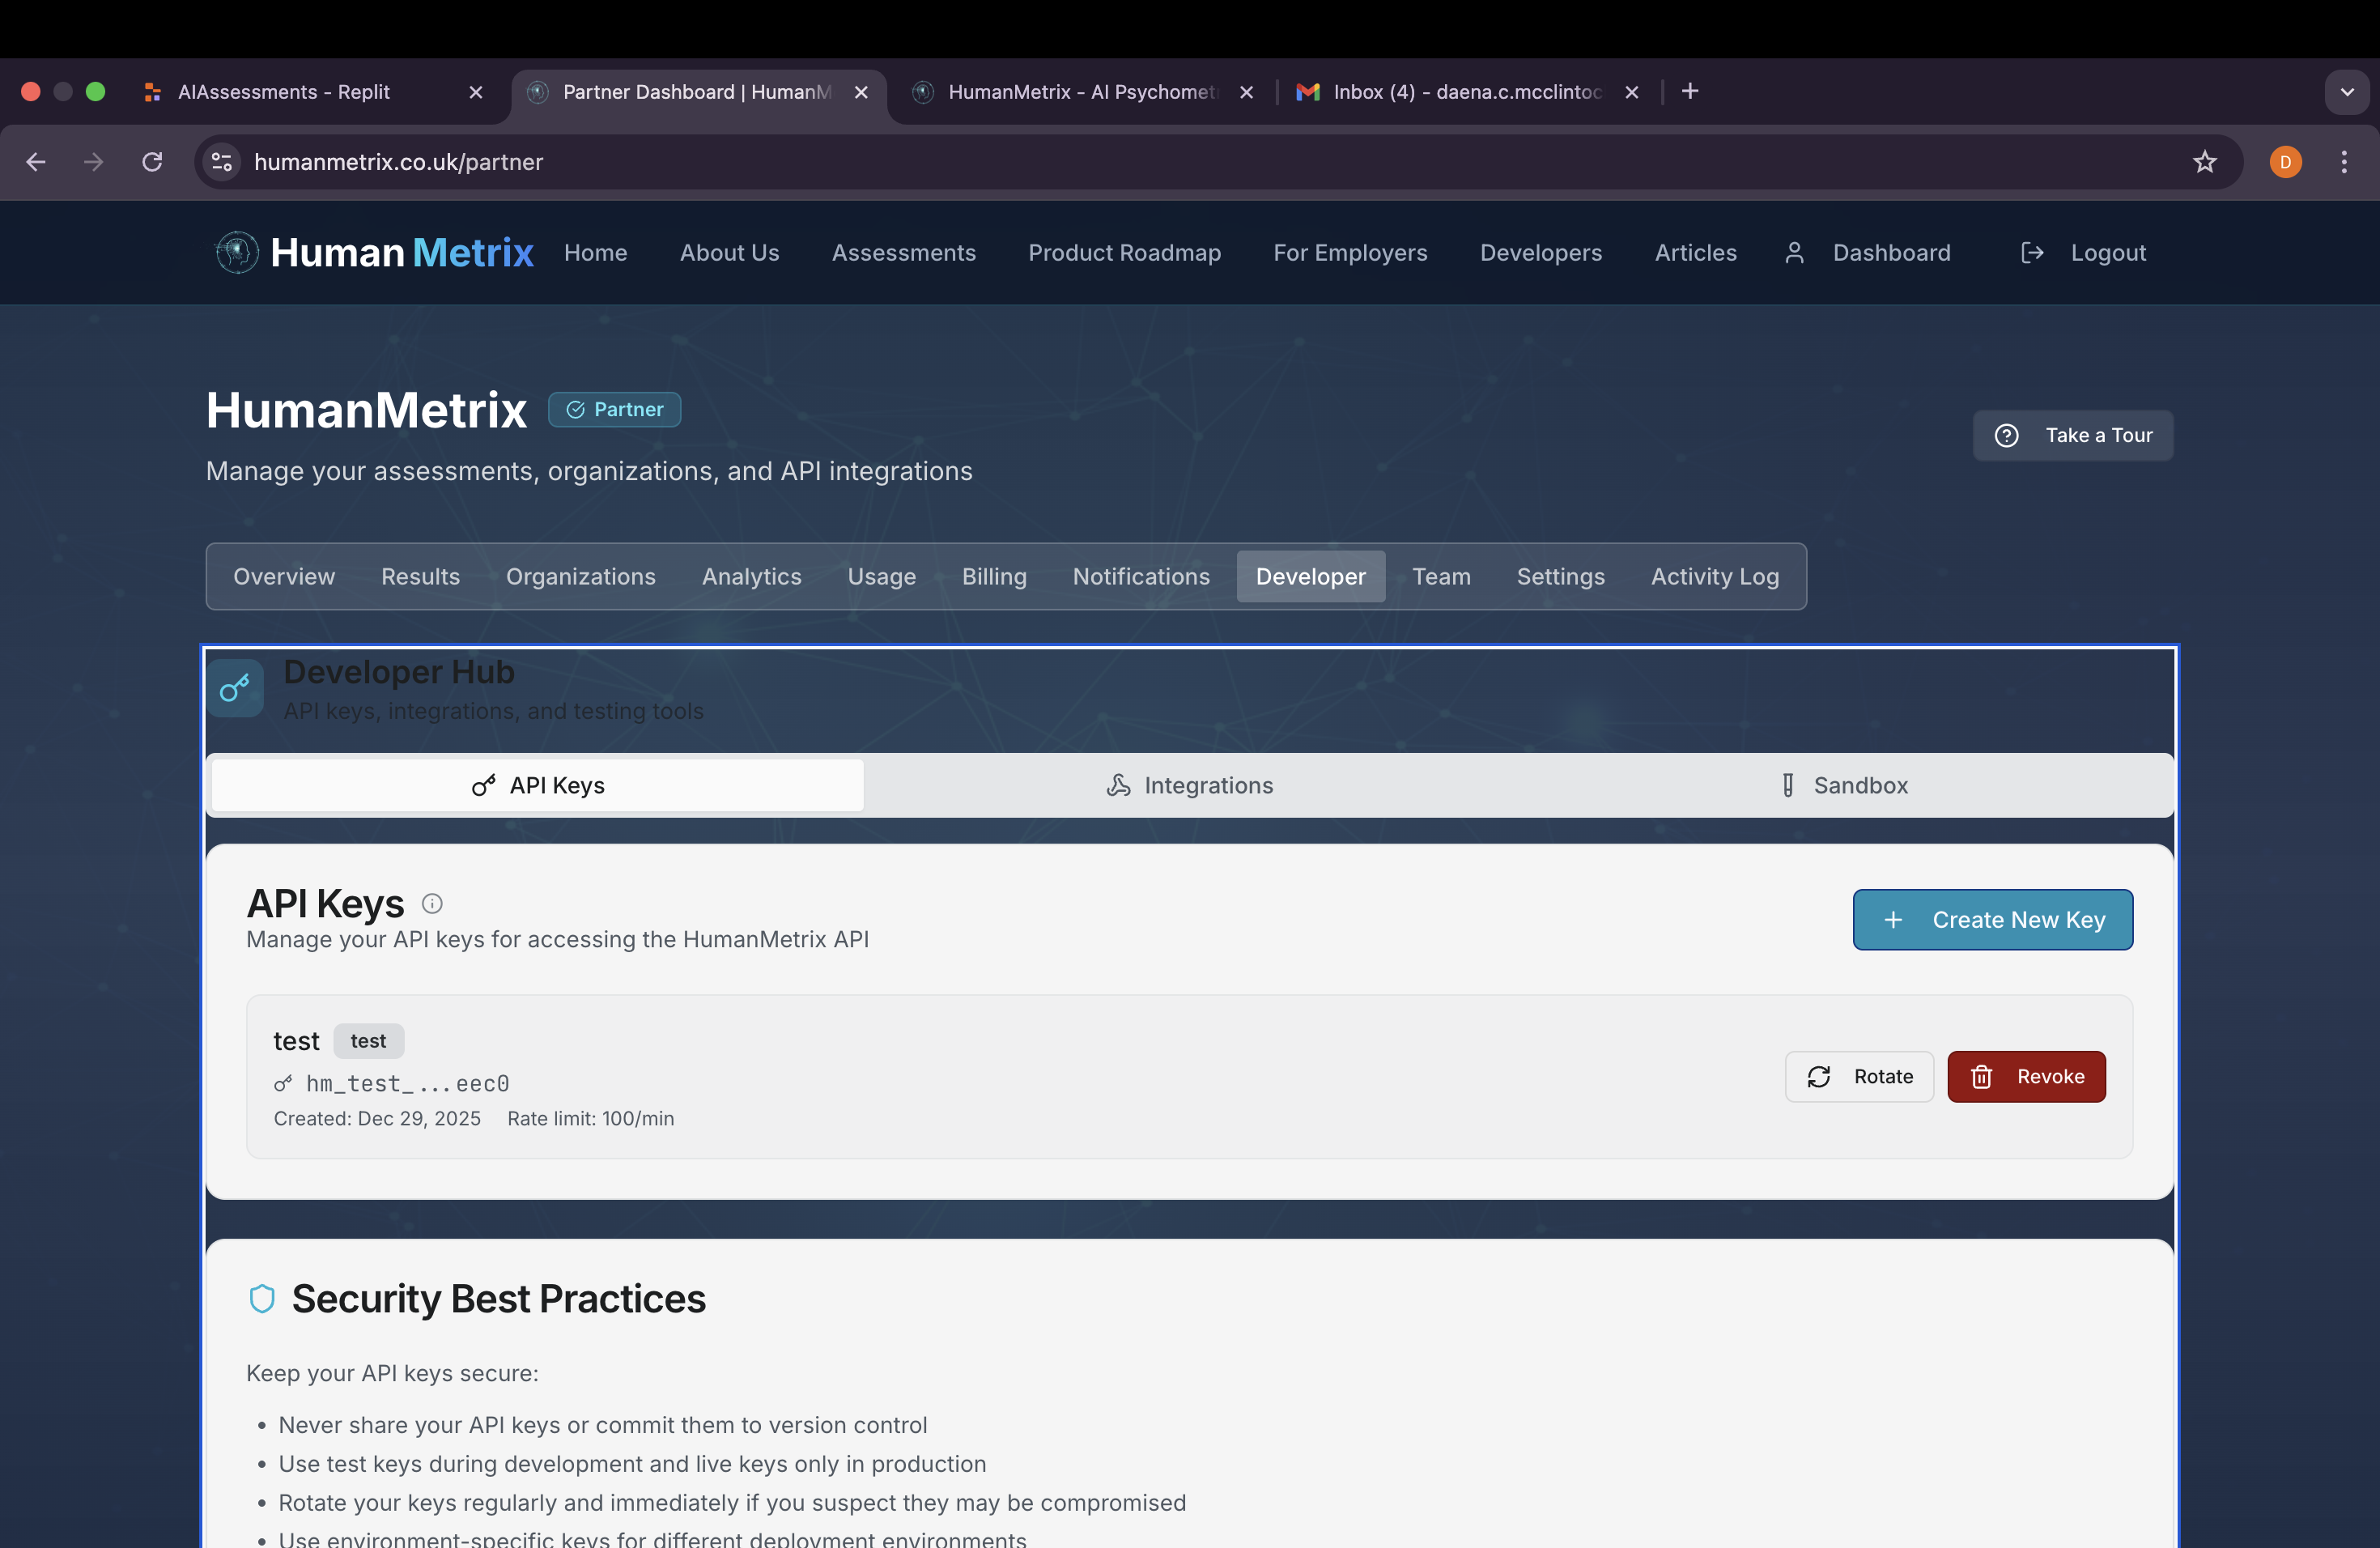 AIAssessments - Replit
Partner Dashboard | HumanM
HumanMetrix - AI Psychomet
Inbox (4) - daena.c.mcclintoc
humanmetrix.co.uk/partner
D
Human Metrix
Home
About Us
Assessments
Product Roadmap
For Employers
Developers
Articles
Dashboard
Logout
HumanMetrix
Partner
Manage your assessments, organizations, and API integrations
Take a Tour
Overview
Results
Organizations
Analytics
Usage
Billing
Notifications
Developer
Team
Settings
Activity Log
Developer Hub
API keys, integrations, and testing tools
API Keys
Integrations
Sandbox
API Keys
Manage your API keys for accessing the HumanMetrix API
Create New Key
test
test
hm_test_...eec0
Created: Dec 29, 2025
Rate limit: 100/min
Rotate
Revoke
Security Best Practices
Keep your API keys secure:
• Never share your API keys or commit them to version control
• Use test keys during development and live keys only in production
• Rotate your keys regularly and immediately if you suspect they may be compromised
• Use environment-specific keys for different deployment environments